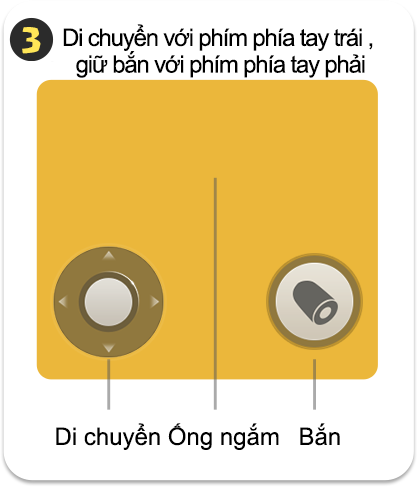 3 Di chuyển với phím phía tay trái ,
giữ bắn với phím phía tay phải
Di chuyển Ống ngắm Bắn